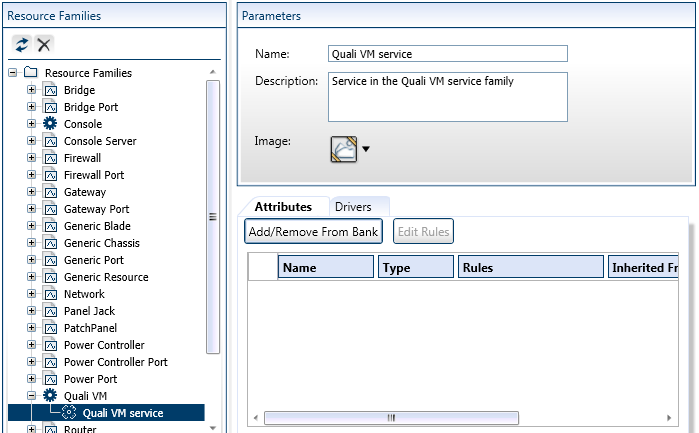 Resource Families
Resource Families
Bridge
Bridge Port
Console
Console Server
Firewall
Firewall Port
Gateway
Gateway Port
Generic Blade
Generic Chassis
Generic Port
Generic Resource
Network
Panel Jack
PatchPanel
Power Controller
Power Controller Port
Power Port
Quali VM
Quali VM service
Router
Parameters
Name: Quali VM service
Description: Service in the Quali VM service family
Image:
Attributes Drivers
Add/Remove From Bank Edit Rules
Name Type Rules Inherited Fr